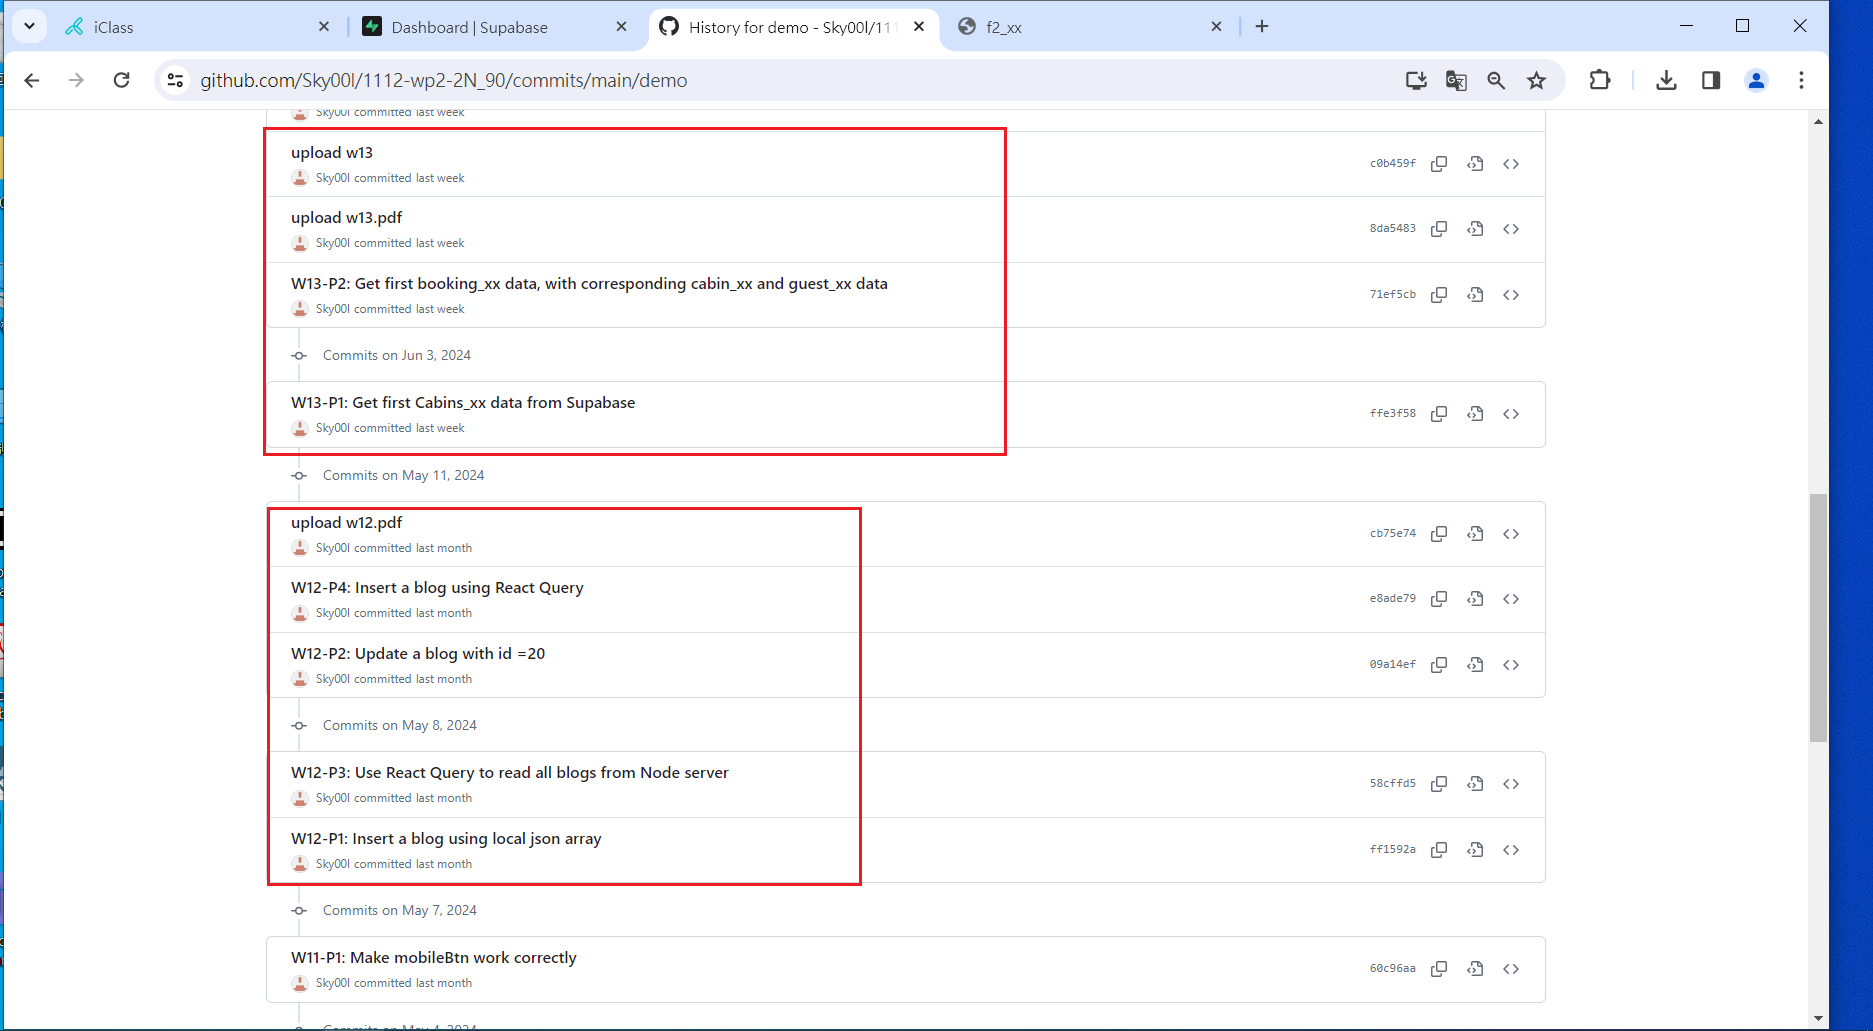 iClass
Dashboard | Supabase
History for demo - Sky00l/111
f2_xx
github.com/Sky00l/1112-wp2-2N_90/commits/main/demo
Sky00l committed last week
upload w13
Sky00l committed last week
c0b459f
upload w13.pdf
Sky00l committed last week
8da5483
W13-P2: Get first booking_xx data, with corresponding cabin_xx and guest_xx data
Sky00l committed last week
71ef5cb
Commits on Jun 3, 2024
W13-P1: Get first Cabins_xx data from Supabase
Sky00l committed last week
ffe3f58
Commits on May 11, 2024
upload w12.pdf
Sky00l committed last month
cb75e74
W12-P4: Insert a blog using React Query
Sky00l committed last month
e8ade79
W12-P2: Update a blog with id =20
Sky00l committed last month
09a14ef
Commits on May 8, 2024
W12-P3: Use React Query to read all blogs from Node server
Sky00l committed last month
58cffd5
W12-P1: Insert a blog using local json array
Sky00l committed last month
ff1592a
Commits on May 7, 2024
W11-P1: Make mobileBtn work correctly
Sky00l committed last month
60c96aa
Commits on May 4, 2024